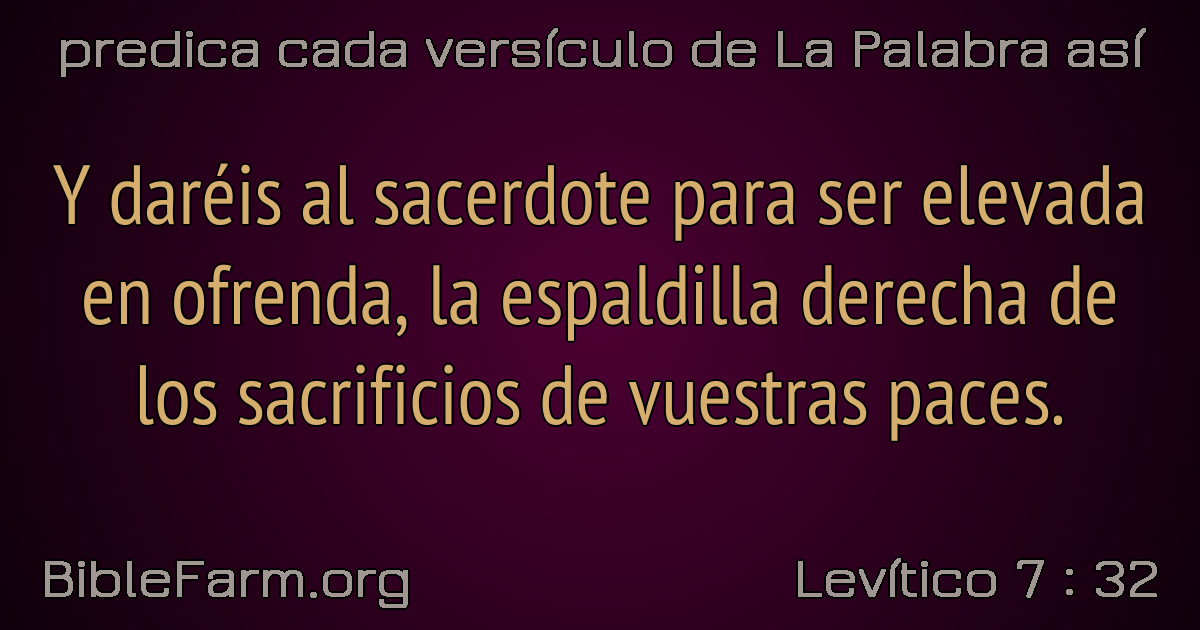 predica cada versículo de La Palabra así
Y daréis al sacerdote para ser elevada
en ofrenda, la espaldilla derecha de
los sacrificios de vuestras paces.
BibleFarm.org
Levítico 7 : 32